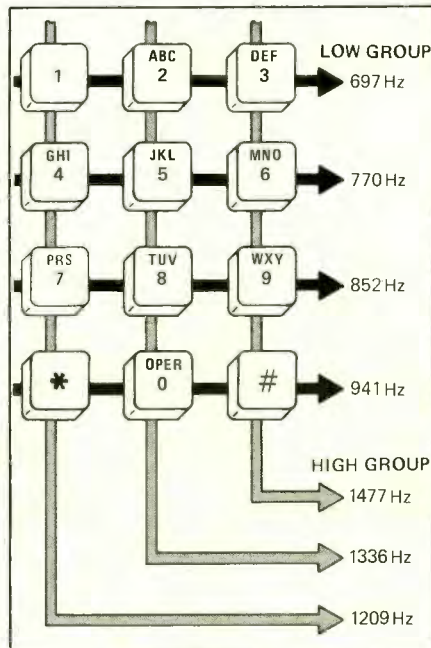 ABC DEF LOW GROUP
1 2 3 697 Hz
GHI JKL MNO
4 5 6 770 Hz
PRS TUV WXY
7 8 9 852 Hz
OPER
* 0 # 941 Hz
HIGH GROUP
1477 Hz
1336 Hz
1209 Hz